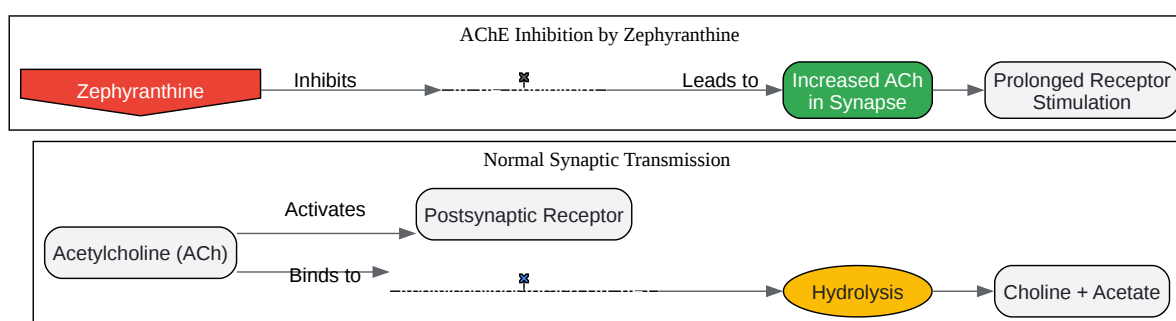 AChE Inhibition by Zephyranthine
Zephyranthine
Inhibits
Leads to
Increased ACh
in Synapse
Prolonged Receptor
Stimulation
Normal Synaptic Transmission
Acetylcholine (ACh)
Activates
Postsynaptic Receptor
Binds to
Hydrolysis
Choline + Acetate